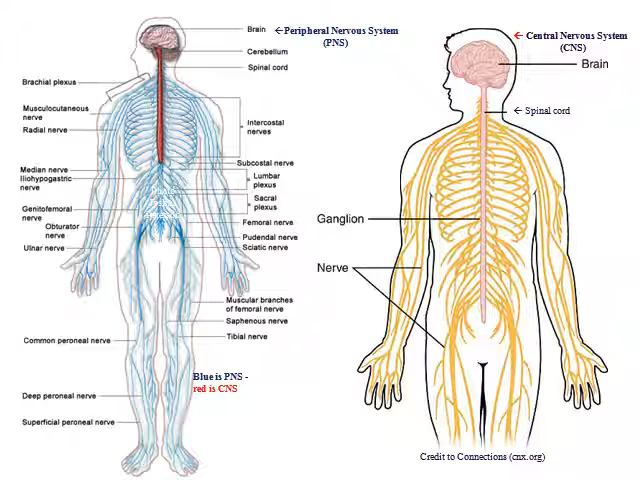 Brain
Cerebellum
Spinal cord
Brachial plexus
Musculocutaneous
nerve
Radial nerve
Intercostal
nerves
Subcostal nerve
Median nerve
Iliohypogastric
nerve
Lumbar
plexus
Sacral
plexus
Genitofemoral
nerve
Obturator
nerve
Ulnar nerve
Femoral nerve
Pudendal nerve
Sciatic nerve
Muscular branches
of femoral nerve
Saphenous nerve
Common peroneal nerve
Tibial nerve
Deep peroneal nerve
Superficial peroneal nerve
Blue is PNS -
red is CNS
←Peripheral Nervous System
(PNS)
← Central Nervous System
(CNS)
Brain
← Spinal cord
Ganglion
Nerve
Credit to Connections (cnx.org)